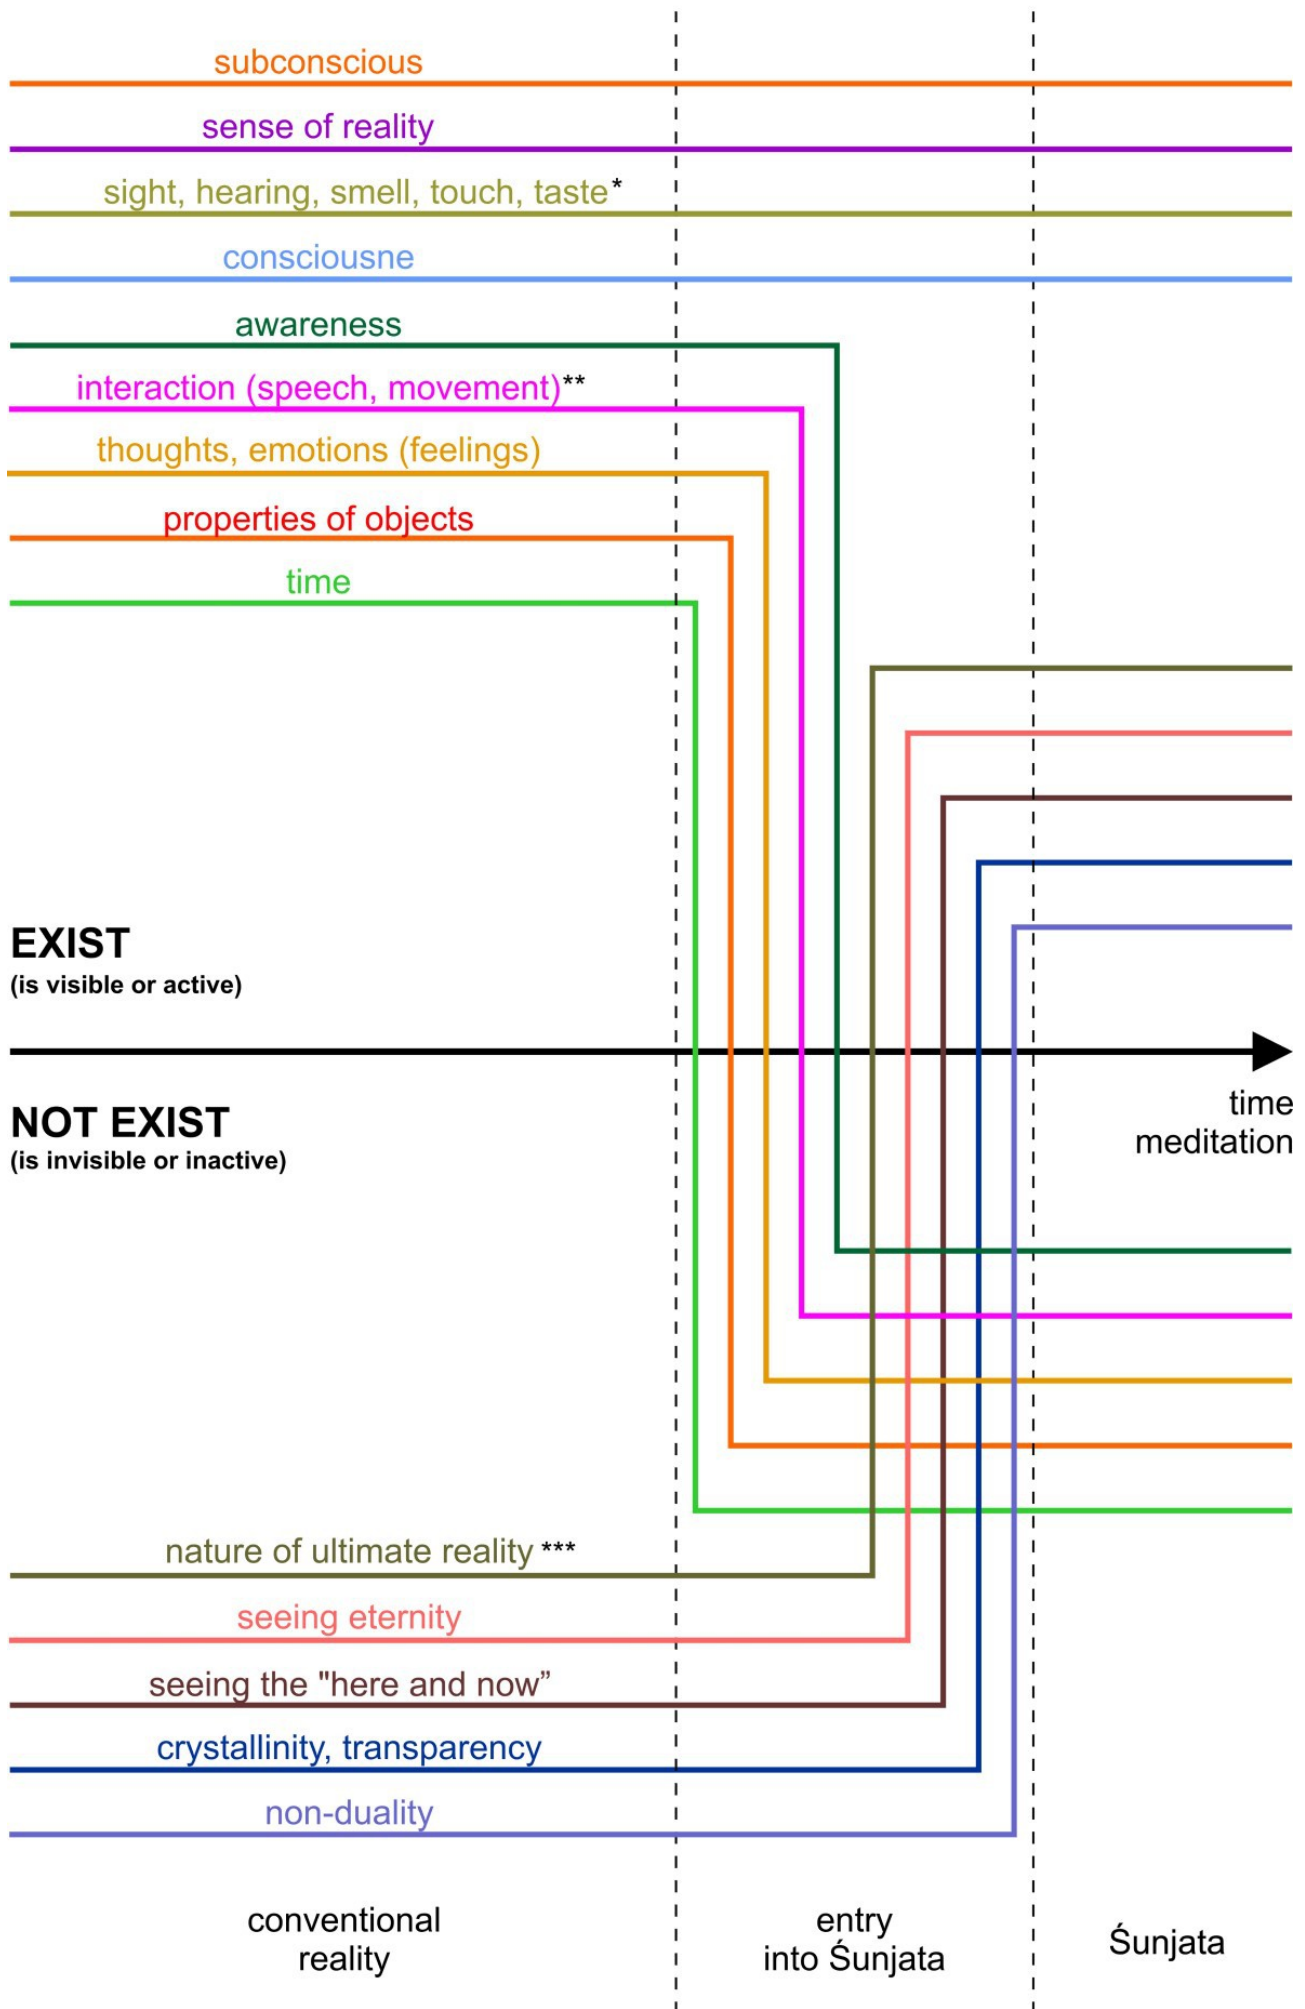 subconscious
sense of reality
sight, hearing, smell, touch, taste*
consciousne
awareness
interaction (speech, movement)**
thoughts, emotions (feelings)
properties of objects
time
EXIST
(is visible or active)
NOT EXIST
(is invisible or inactive)
time
meditation
nature of ultimate reality ***
seeing eternity
seeing the "here and now”
crystallinity, transparency
non-duality
conventional
reality
entry
into Śunjata
Śunjata